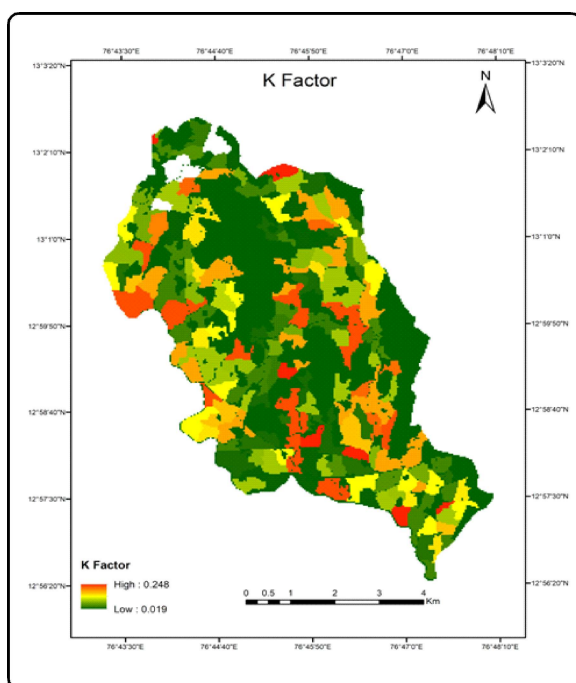 76°43'30"E 76°44'40"E 76°45'50"E 76°47'0"E 76°48'10"E
13°3'20"N 13°3'20"N
K Factor
N
13°2'10"N 13°2'10"N
13°1'0"N 13°1'0"N
12°59'50"N 12°59'50"N
12°58'40"N 12°58'40"N
12°57'30"N 12°57'30"N
K Factor
High : 0.248
Low : 0.019
12°56'20"N 12°56'20"N
0 0.5 1 2 3 4
Km
76°43'30"E 76°44'40"E 76°45'50"E 76°47'0"E 76°48'10"E